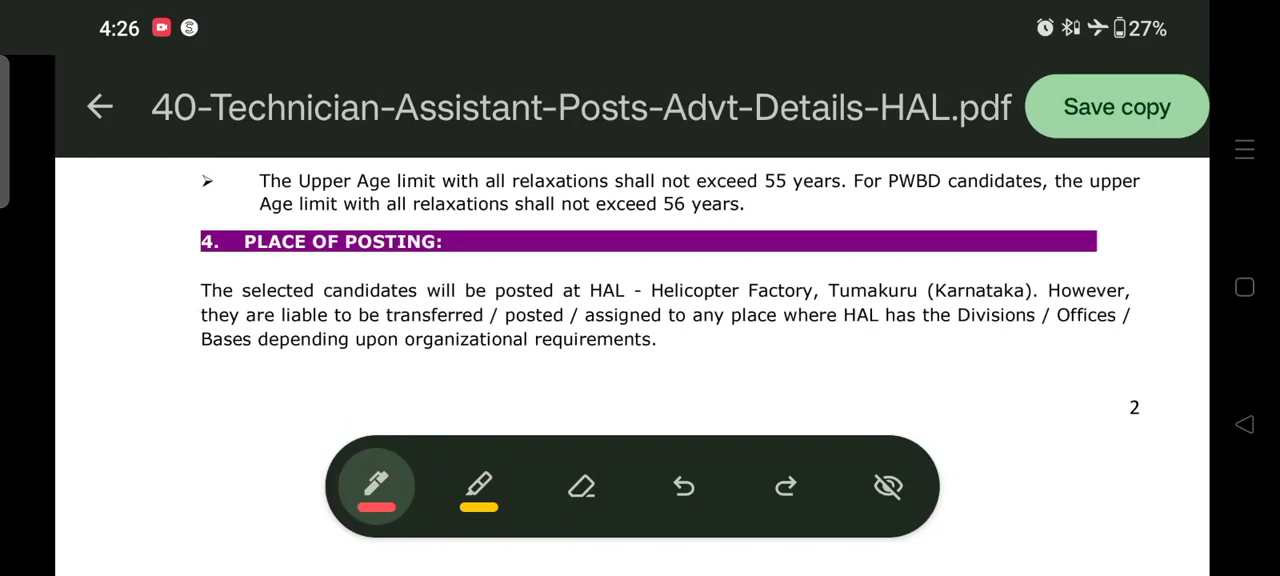 4:26
27%
40-Technician-Assistant-Posts-Advt-Details-HAL.pdf
Save copy
➢ The Upper Age limit with all relaxations shall not exceed 55 years. For PWBD candidates, the upper
Age limit with all relaxations shall not exceed 56 years.
4. PLACE OF POSTING:
The selected candidates will be posted at HAL - Helicopter Factory, Tumakuru (Karnataka). However,
they are liable to be transferred / posted / assigned to any place where HAL has the Divisions / Offices /
Bases depending upon organizational requirements.
2